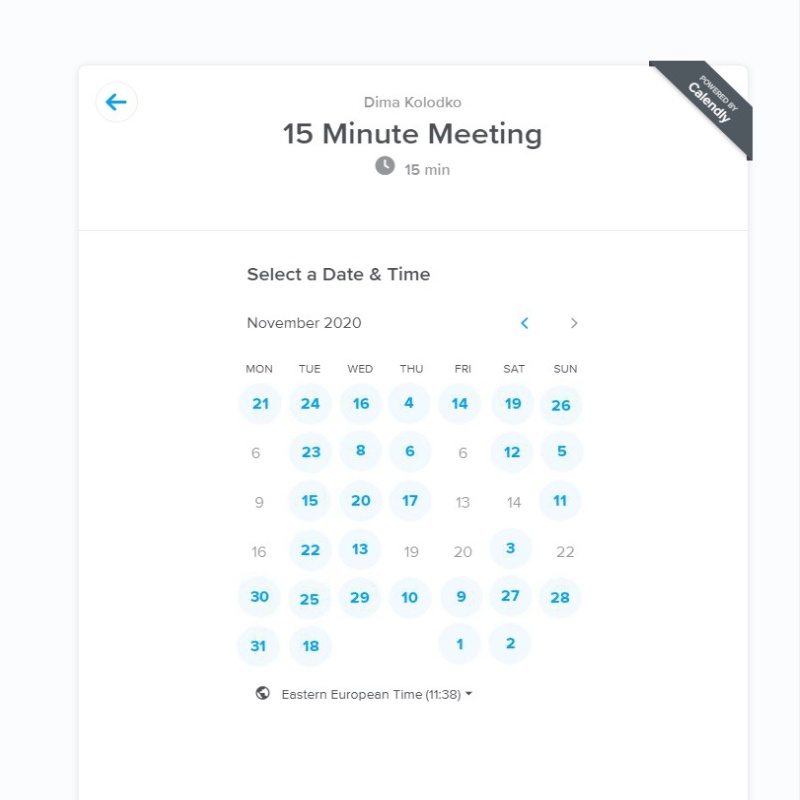 POWERED BY
Calendly
Dima Kolodko
15 Minute Meeting
15 min
Select a Date & Time
November 2020
MON TUE WED THU FRI SAT SUN
21 24 16 4 14 19 26
6 23 8 6 6 12 5
9 15 20 17 13 14 11
16 22 13 19 20 3 22
30 25 29 10 9 27 28
31 18 1 2
Eastern European Time (11:38)